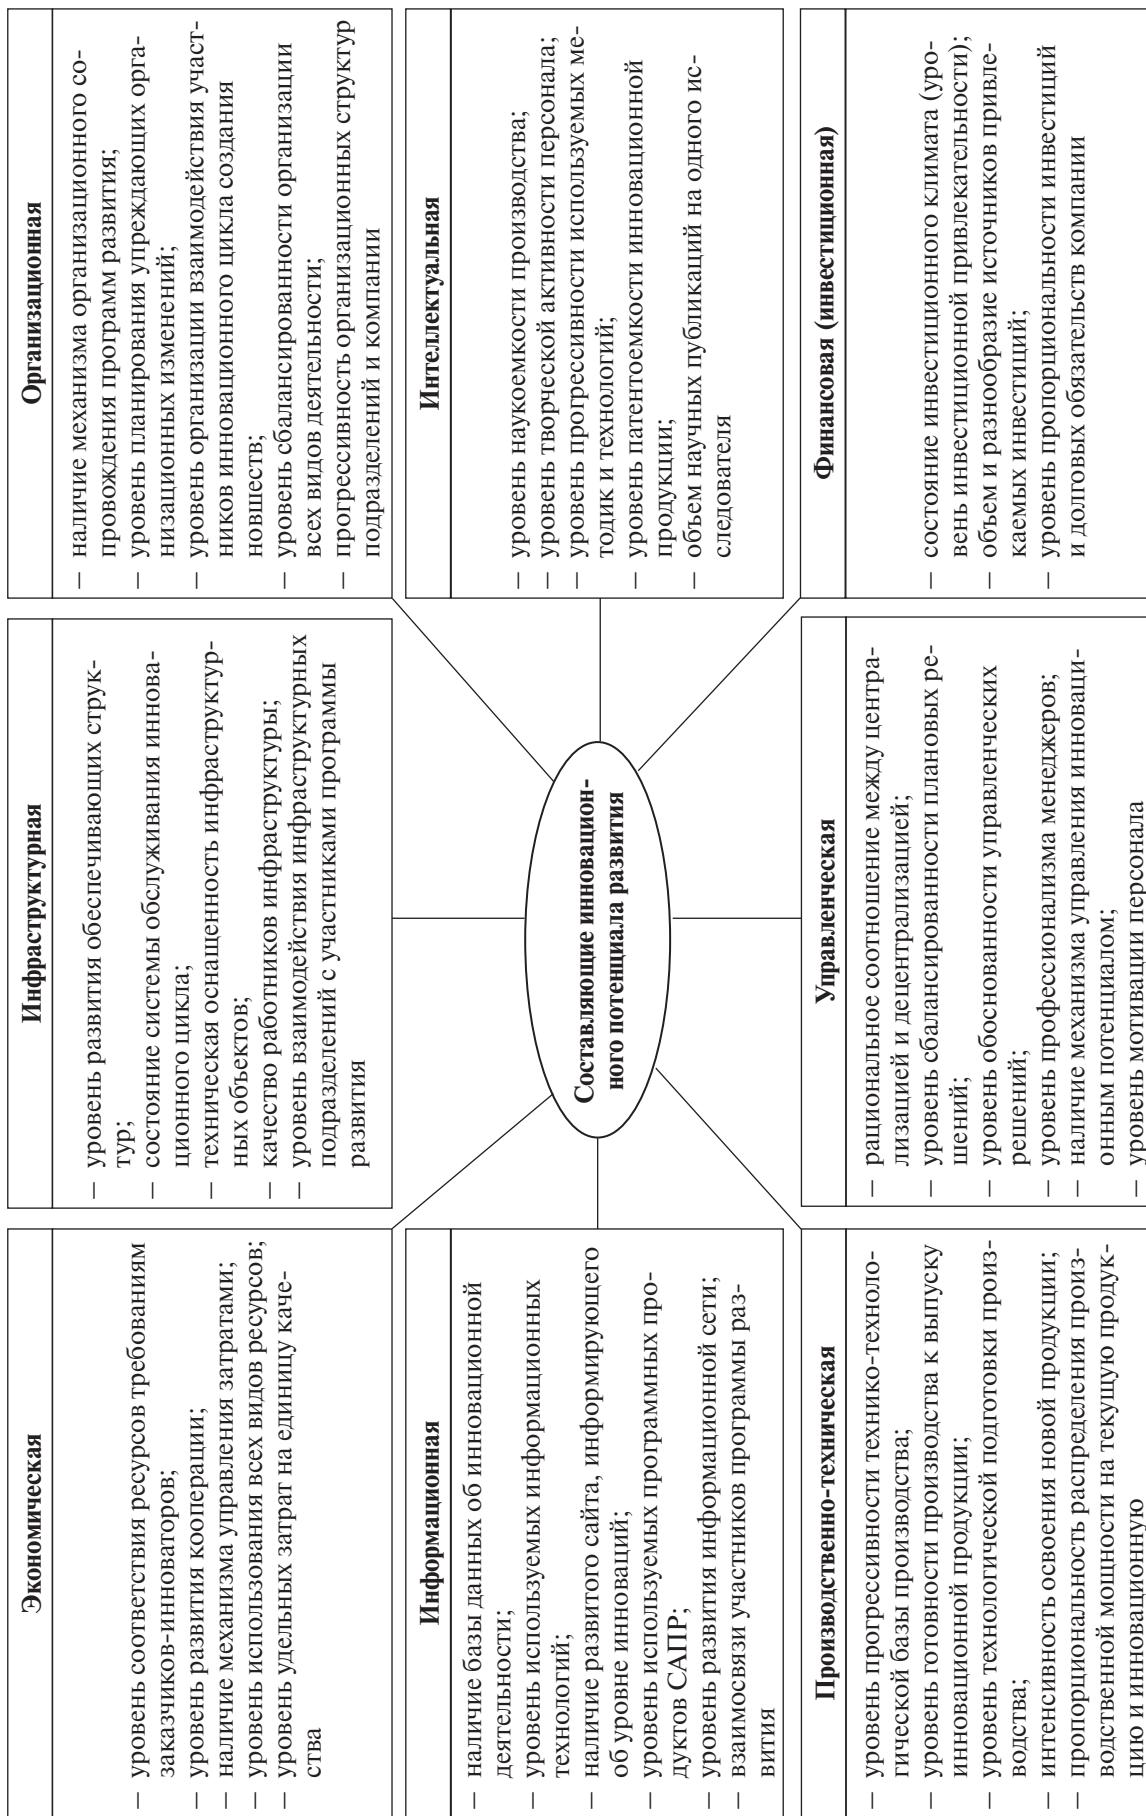 Экономическая
– уровень соответствия ресурсов требованиям
заказчиков-инноваторов;
– уровень развития кооперации;
– наличие механизма управления затратами;
– уровень использования всех видов ресурсов;
– уровень удельных затрат на единицу каче-
ства
Инфраструктурная
– уровень развития обеспечивающих струк-
тур;
– состояние системы обслуживания иннова-
ционного цикла;
– техническая оснащенность инфраструктур-
ных объектов;
– качество работников инфраструктуры;
– уровень взаимодействия инфраструктурных
подразделений с участниками программы
развития
Организационная
– наличие механизма организационного со-
провождения программ развития;
– уровень планирования упреждающих орга-
низационных изменений;
– уровень организации взаимодействия участ-
ников инновационного цикла создания
новшеств;
– уровень сбалансированности организации
всех видов деятельности;
– прогрессивность организационных структур
подразделений и компании
Информационная
– наличие базы данных об инновационной
деятельности;
– уровень используемых информационных
технологий;
– наличие развитого сайта, информирующего
об уровне инноваций;
– уровень используемых программных про-
дуктов САПР;
– уровень развития информационной сети;
– взаимосвязи участников программы раз-
вития
Составляющие инновацион-
ного потенциала развития
Интеллектуальная
– уровень наукоемкости производства;
– уровень творческой активности персонала;
– уровень прогрессивности используемых ме-
тодик и технологий;
– уровень патентоемкости инновационной
продукции;
– объем научных публикаций на одного ис-
следователя
Производственно-техническая
– уровень прогрессивности технико-техноло-
гической базы производства;
– уровень готовности производства к выпуску
инновационной продукции;
– уровень технологической подготовки произ-
водства;
– интенсивность освоения новой продукции;
– пропорциональность распределения произ-
водственной мощности на текущую продук-
цию и инновационную
Управленческая
– рациональное соотношение между центра-
лизацией и децентрализацией;
– уровень сбалансированности плановых ре-
шений;
– уровень обоснованности управленческих
решений;
– уровень профессионализма менеджеров;
– наличие механизма управления инноваци-
онным потенциалом;
– уровень мотивации персонала
Финансовая (инвестиционная)
– состояние инвестиционного климата (уро-
вень инвестиционной привлекательности);
– объем и разнообразие источников привле-
каемых инвестиций;
– уровень пропорциональности инвестиций
и долговых обязательств компании